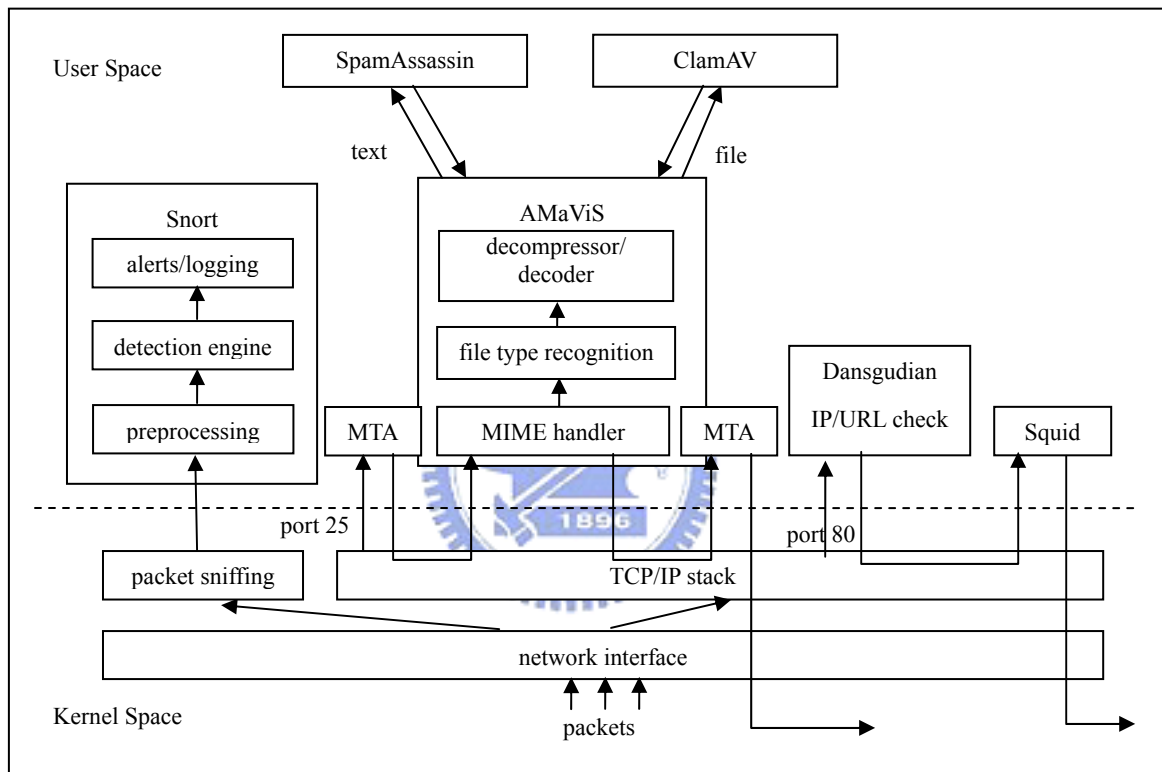 User Space
SpamAssassin
ClamAV
text
file
Snort
alerts/logging
detection engine
preprocessing
AMaViS
decompressor/
decoder
file type recognition
MTA
MIME handler
MTA
Dansgudian
IP/URL check
Squid
port 25
1896
port 80
packet sniffing
TCP/IP stack
network interface
Kernel Space
packets